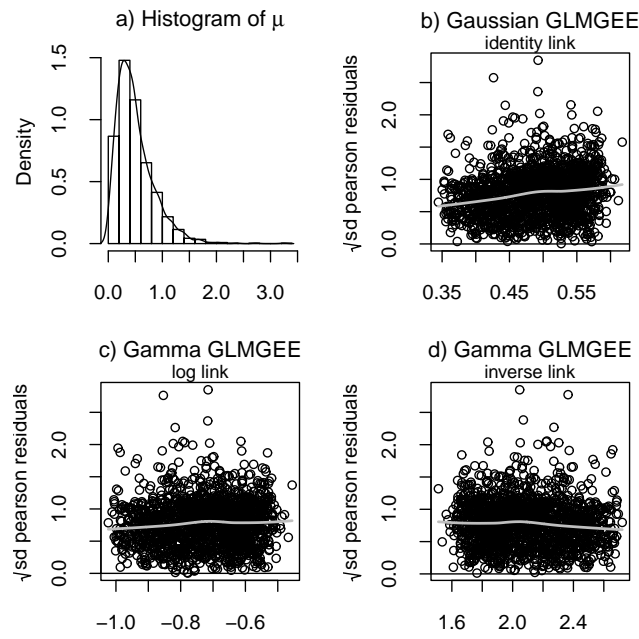 a) Histogram of μ
Density
0.0 0.5 1.0 1.5
0.0 1.0 2.0 3.0
b) Gaussian GLMGEE
identity link
√sd pearson residuals
0.0 1.0 2.0
0.35 0.45 0.55
c) Gamma GLMGEE
log link
√sd pearson residuals
0.0 1.0 2.0
−1.0 −0.8 −0.6
d) Gamma GLMGEE
inverse link
√sd pearson residuals
0.0 1.0 2.0
1.6 2.0 2.4